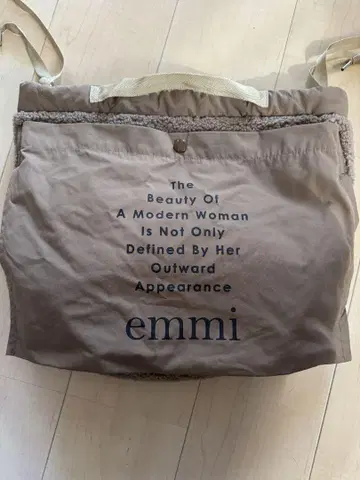 The
Beauty Of
A Modern Woman
Is Not Only
Defined By Her
Outward
Appearance
emmi